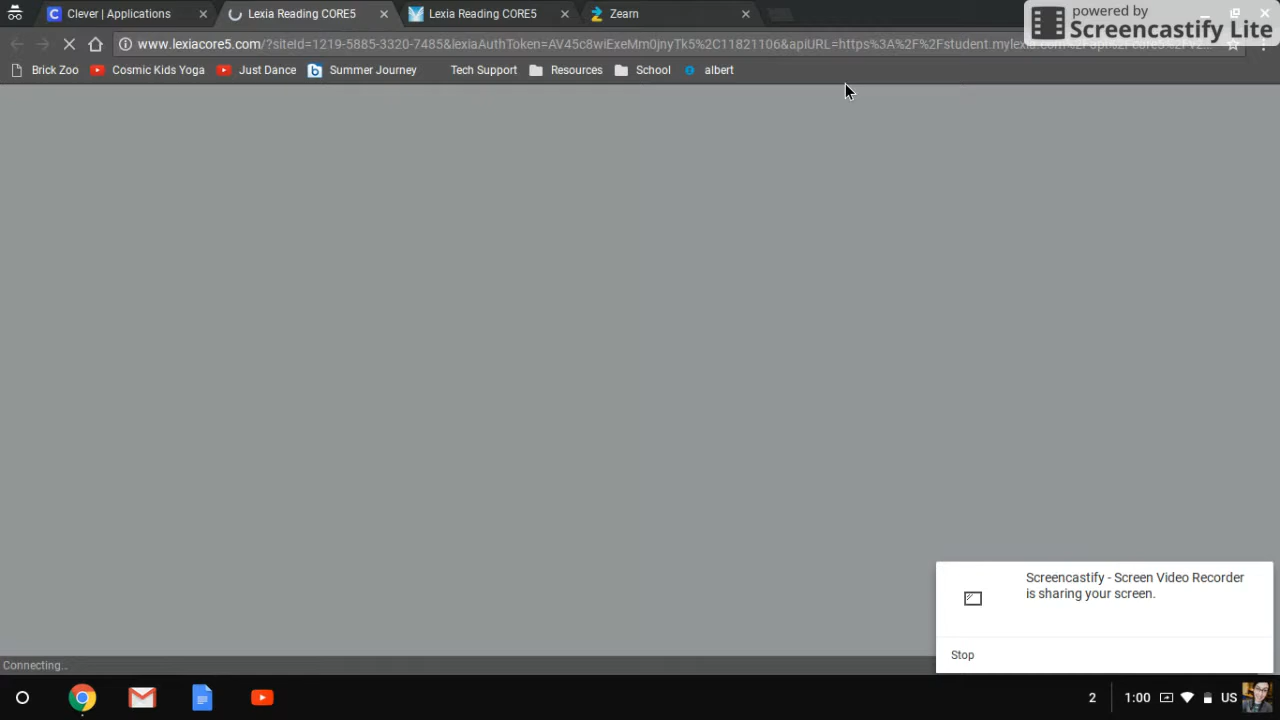 Clever | Applications
Lexia Reading CORE5
Lexia Reading CORE5
Zearn
powered by
Screencastify Lite
www.lexiacore5.com/?siteId=1219-5885-3320-7485&lexiaAuthToken=AV45c8wiExeMm0jnyTk5%2C11821106&apiURL=https%3A%2F%2Fstudent.mylexia.com
Brick Zoo
Cosmic Kids Yoga
Just Dance
Summer Journey
Tech Support
Resources
School
albert
Screencastify - Screen Video Recorder
is sharing your screen.
Stop
Connecting...
2
1:00
US